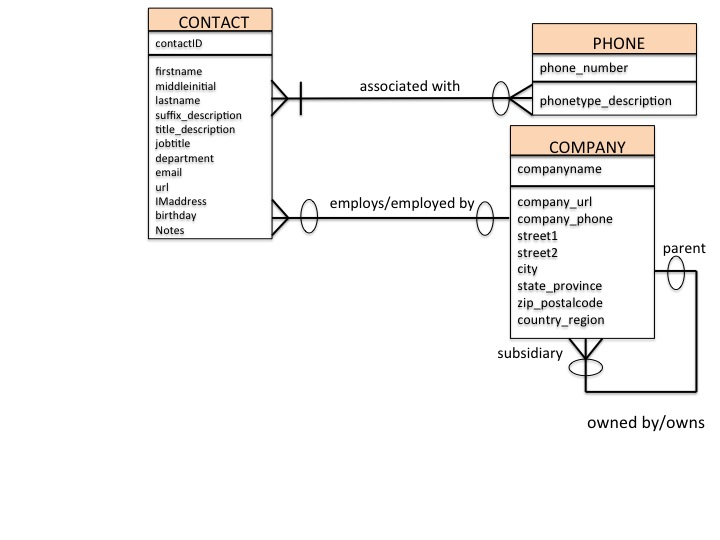 CONTACT
contactID
firstname
middleinitial
lastname
suffix_description
title_description
jobtitle
department
email
url
IMaddress
birthday
Notes
associated with
PHONE
phone_number
phonetype_description
employs/employed by
COMPANY
companyname
company_url
company_phone
street1
street2
city
state_province
zip_postalcode
country_region
parent
subsidiary
owned by/owns